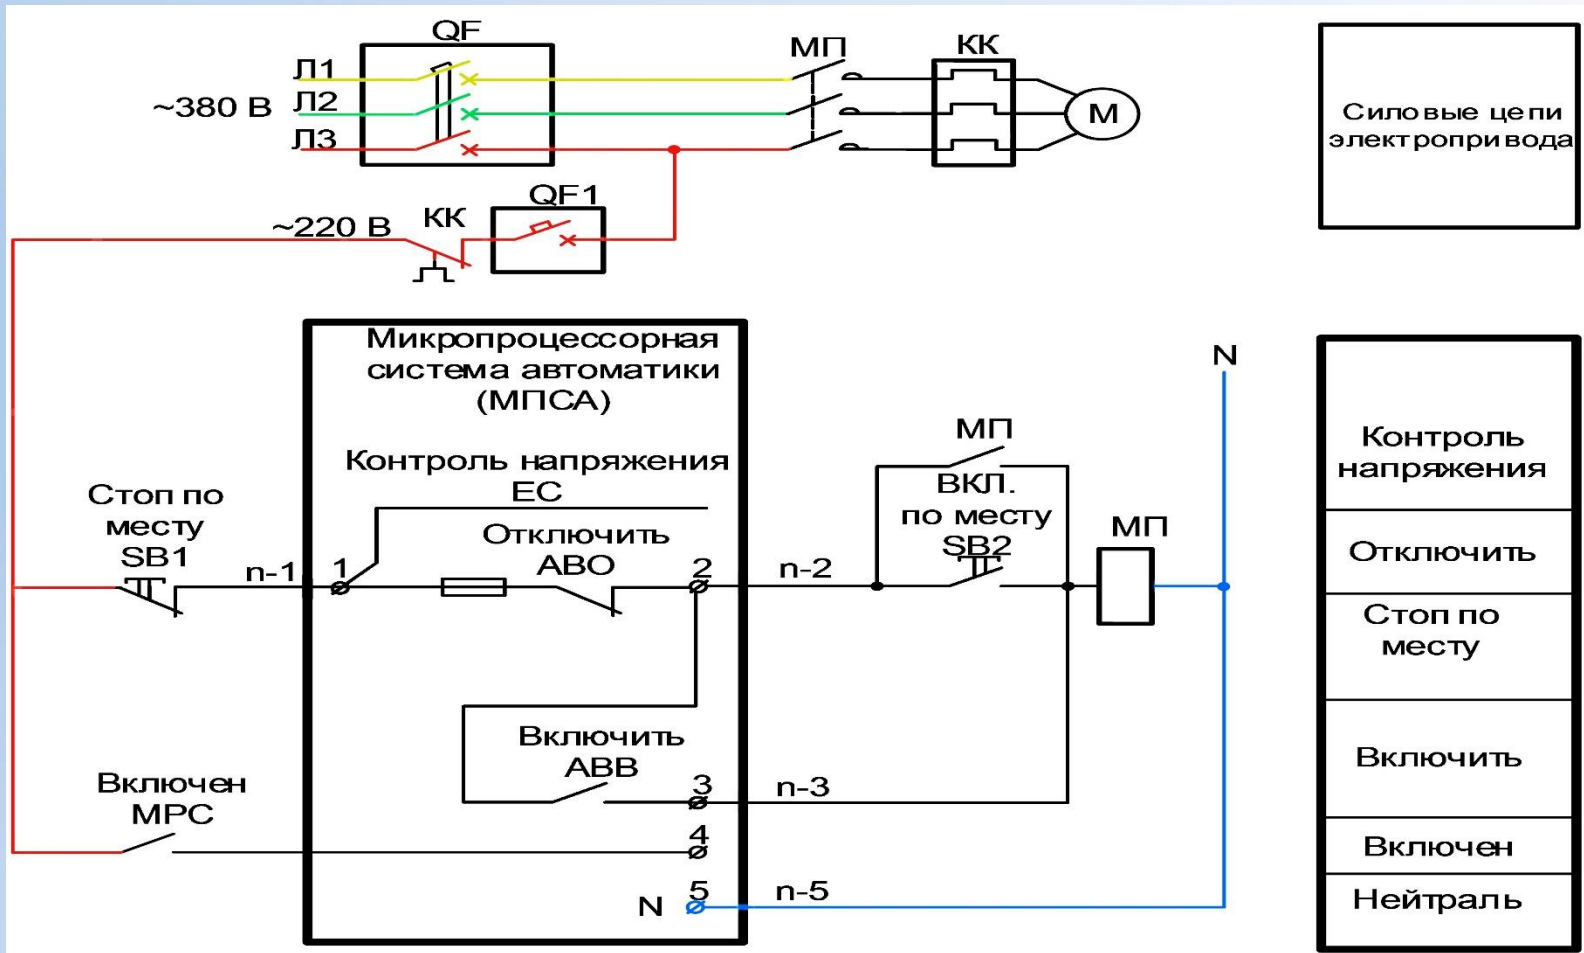 QF
МП
КК
Л1
~380 В
Л2
Л3
М
Силовые цепи
электропривода
QF1
КК
~220 В
Микропроцессорная
система автоматики
(МПСА)
N
Контроль напряжения
ЕС
Стоп по
месту
SB1
n-1
1
Отключить
АВО
2
n-2
МП
ВКЛ.
по месту
SB2
МП
Включить
АВВ
3
n-3
Включен
МРС
4
N
5
n-5
Контроль
напряжения
Отключить
Стоп по
месту
Включить
Включен
Нейтраль